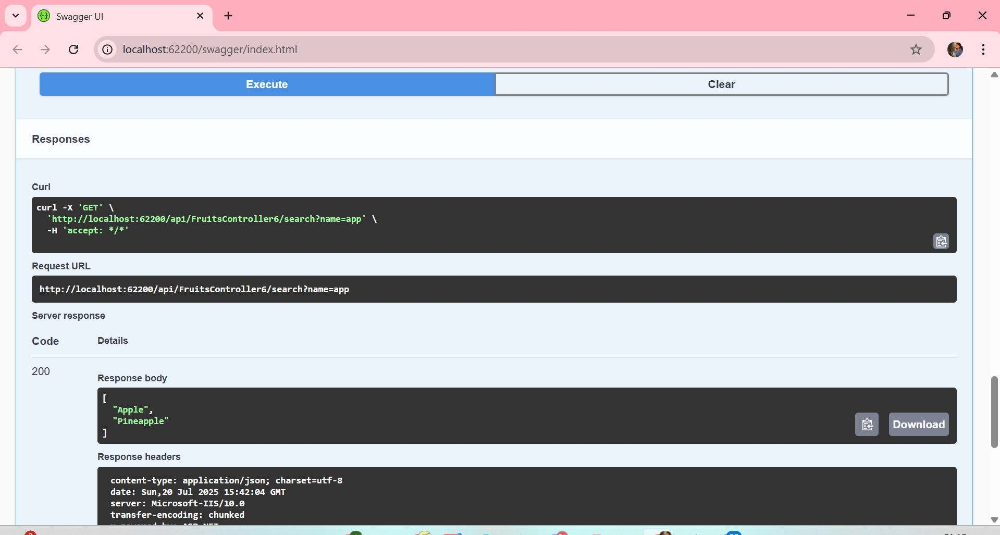 Swagger UI
localhost:62200/swagger/index.html
Execute
Clear
Responses
Curl
curl -X 'GET' \
'http://localhost:62200/api/FruitsController6/search?name=app' \
-H 'accept: */*'
Request URL
http://localhost:62200/api/FruitsController6/search?name=app
Server response
Code Details
200
Response body
[
"Apple",
"Pineapple"
]
Download
Response headers
content-type: application/json; charset=utf-8
date: Sun,20 Jul 2025 15:42:04 GMT
server: Microsoft-IIS/10.0
transfer-encoding: chunked